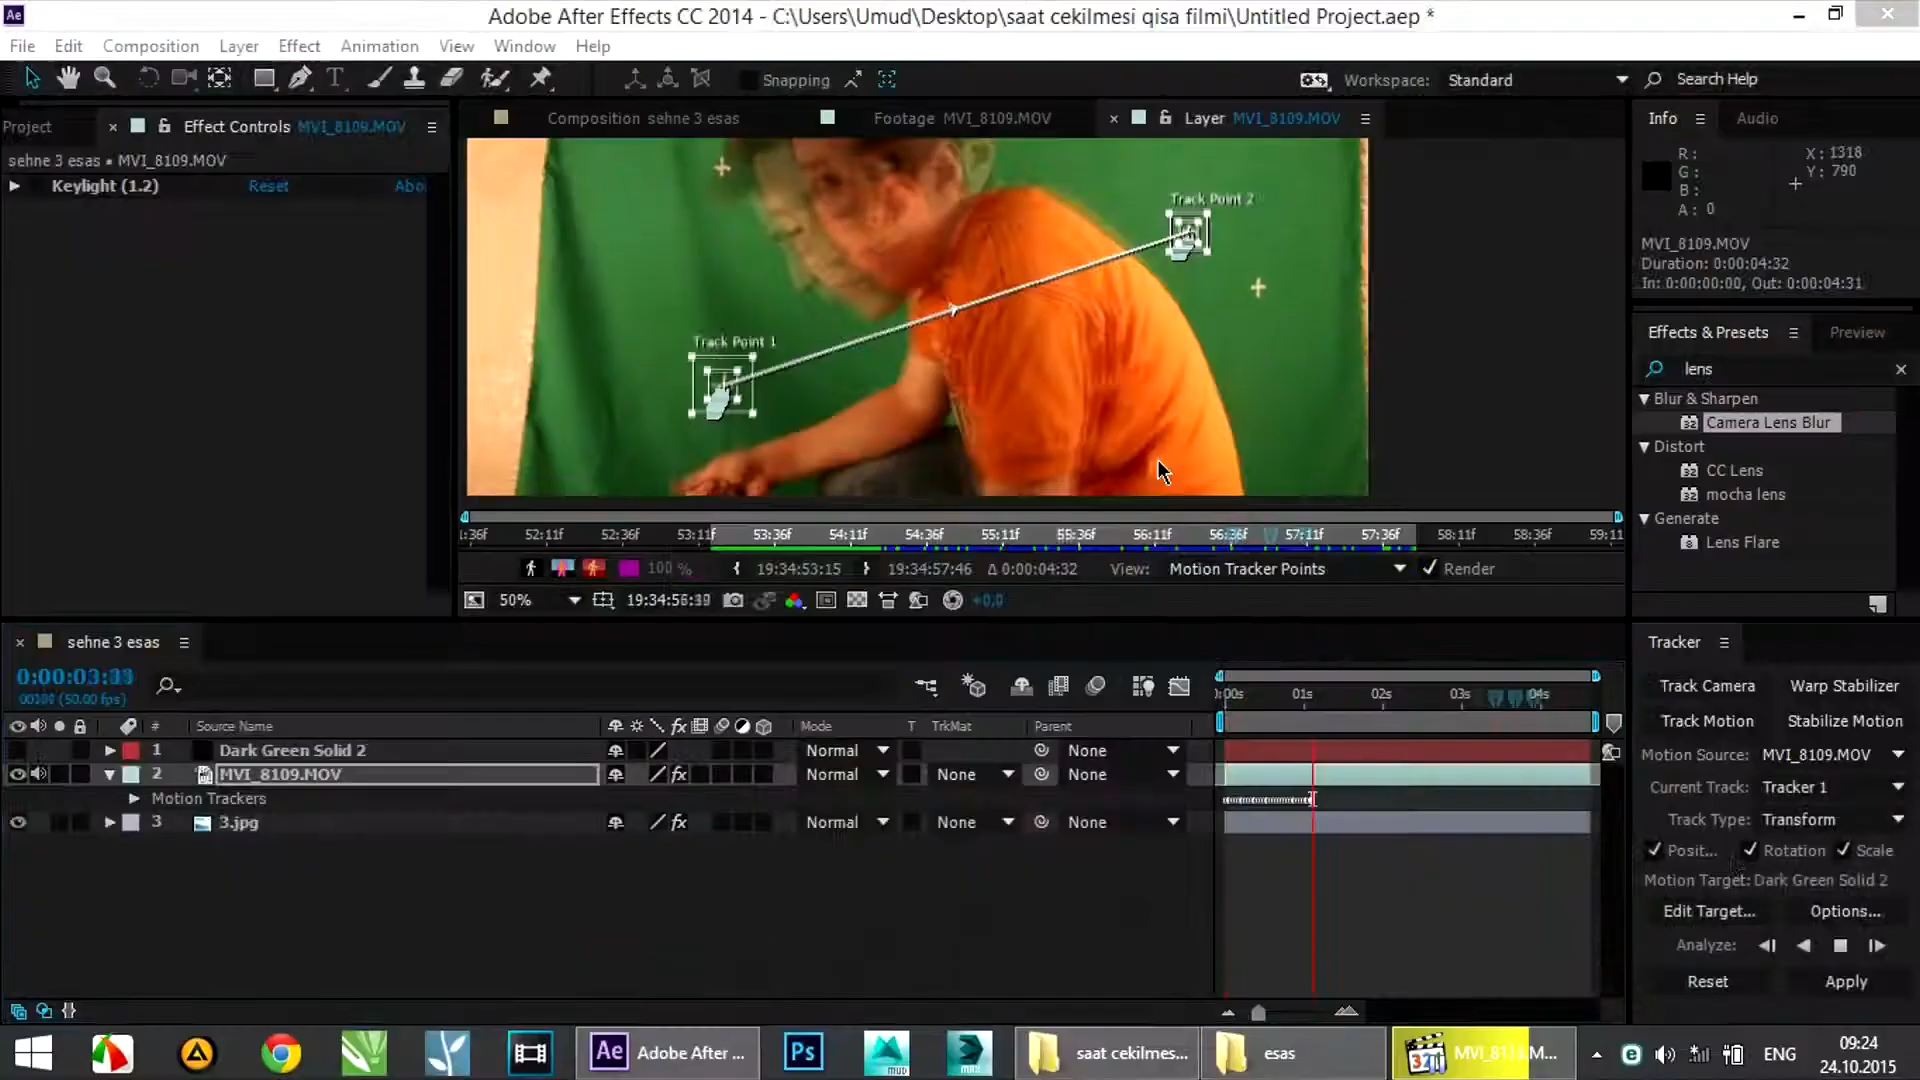 Adobe After Effects CC 2014 - C:\Users\Umud\Desktop\saat cekilmesi qisa filmi\Untitled Project.aep *
File Edit Composition Layer Effect Animation View Window Help
Snapping Workspace: Standard Search Help
Project Effect Controls MVI_8109.MOV
Composition sehne 3 esas Footage MVI_8109.MOV Layer MVI_8109.MOV
Info Audio
sehne 3 esas • MVI_8109.MOV
Keylight (1.2) Reset Abo
R: G: B: A: 0
X: 1318
Y: 790
MVI_8109.MOV
Duration: 0:00:04:32
In: 0:00:00:00, Out: 0:00:04:31
Track Point 1
Track Point 2
Effects & Presets Preview
lens
Blur & Sharpen
Camera Lens Blur
Distort
CC Lens
mocha lens
Generate
Lens Flare
:36f 52:11f 52:36f 53:11f 53:36f 54:11f 54:36f 55:11f 55:36f 56:11f 56:36f 57:11f 57:36f 58:11f 58:36f 59:11
100 % { 19:34:53:15 } 19:34:57:46 Δ 0:00:04:32 View: Motion Tracker Points Render
50% +0,0
sehne 3 esas
(50.00 fps)
# Source Name Mode T TrkMat Parent
:00s 01s 02s 03s 04s
1 Dark Green Solid 2 Normal None
2 MVI_8109.MOV Normal None None
Motion Trackers
3 3.jpg Normal None None
Tracker
Track Camera Warp Stabilizer
Track Motion Stabilize Motion
Motion Source: MVI_8109.MOV
Current Track: Tracker 1
Track Type: Transform
Posit... Rotation Scale
Motion Target: Dark Green Solid 2
Edit Target... Options...
Analyze:
Reset Apply
Ae Adobe After ... Ps MUD MAX saat cekilmes... esas 321 ENG
09:24
24.10.2015